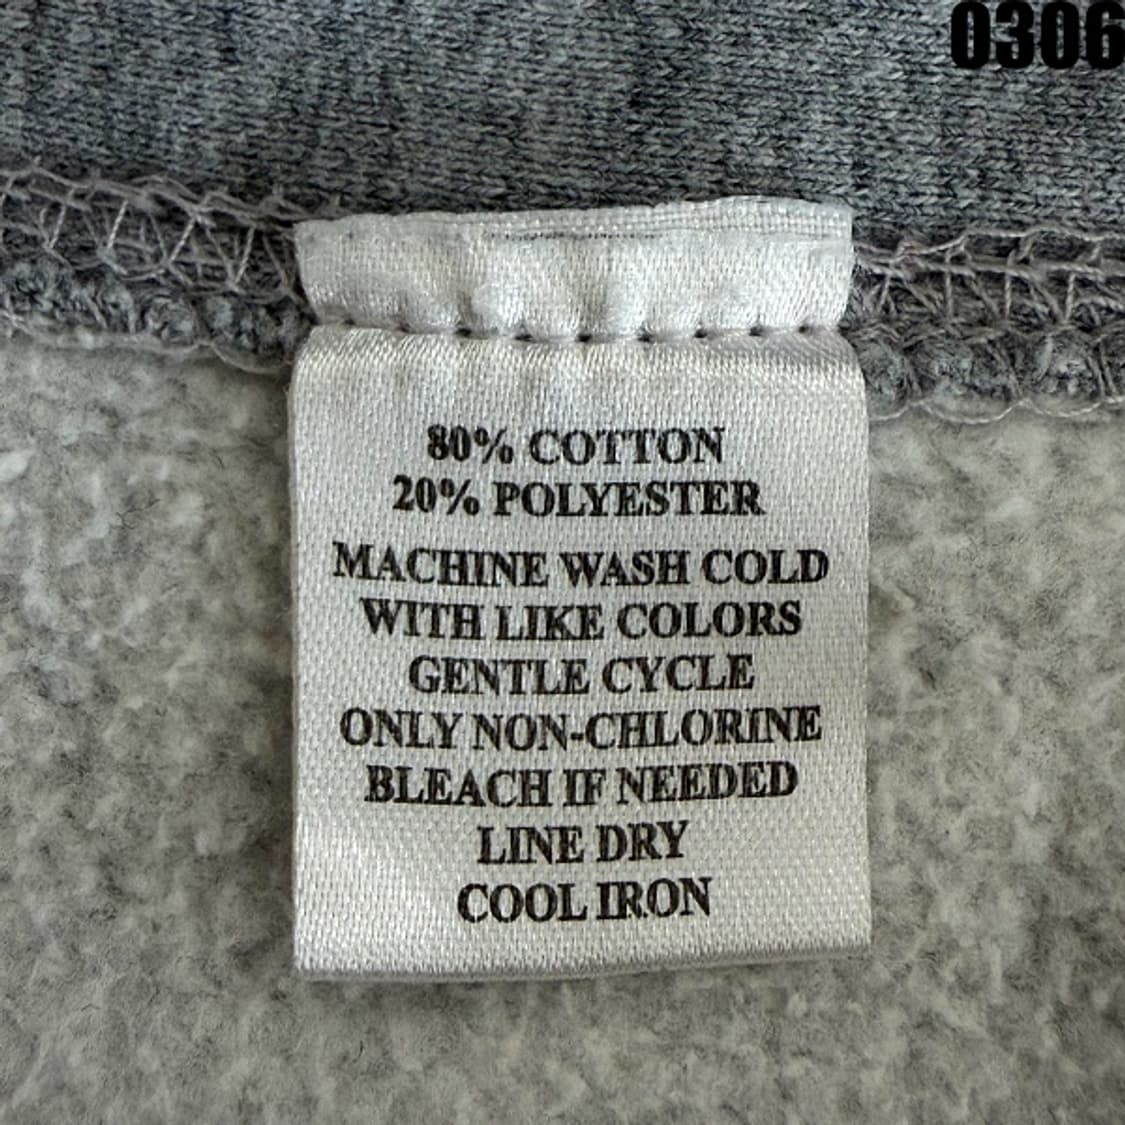 0306
80% COTTON
20% POLYESTER
MACHINE WASH COLD
WITH LIKE COLORS
GENTLE CYCLE
ONLY NON-CHLORINE
BLEACH IF NEEDED
LINE DRY
COOL IRON